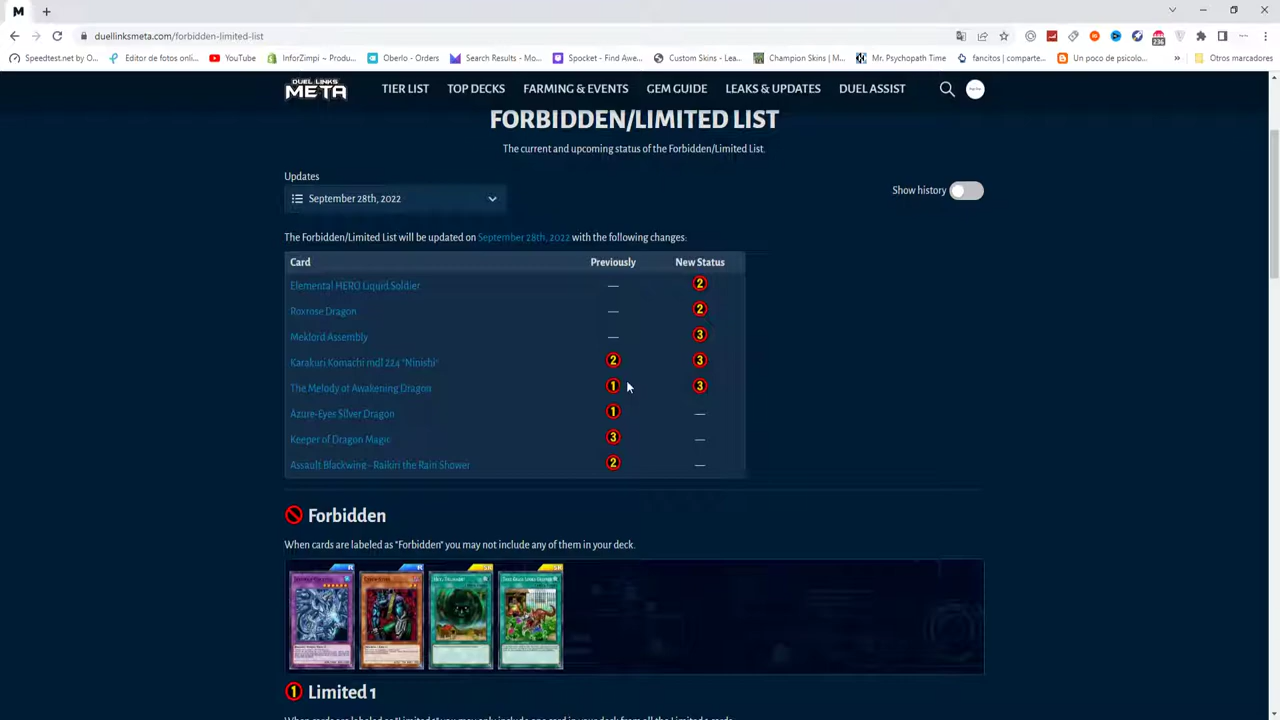 M
duellinksmeta.com/forbidden-limited-list
236
Speedtest.net by O...
Editor de fotos onli...
YouTube
InforZimpi - Produ...
Oberlo - Orders
Search Results - Mo...
Spocket - Find Awe...
Custom Skins - Lea...
Champion Skins | M...
Mr. Psychopath Time
fancitos | comparte...
Un poco de psicolo...
»
Otros marcadores
DUEL LINKS
META
TIER LIST
TOP DECKS
FARMING & EVENTS
GEM GUIDE
LEAKS & UPDATES
DUEL ASSIST
FORBIDDEN/LIMITED LIST
The current and upcoming status of the Forbidden/Limited List.
Updates
September 28th, 2022
Show history
The Forbidden/Limited List will be updated on September 28th, 2022 with the following changes:
Card Previously New Status
Elemental HERO Liquid Soldier — 2
Roxrose Dragon — 2
Meklord Assembly — 3
Karakuri Komachi mdl 224 "Ninishi" 2 3
The Melody of Awakening Dragon 1 3
Azure-Eyes Silver Dragon 1 —
Keeper of Dragon Magic 3 —
Assault Blackwing - Raikiri the Rain Shower 2 —
Forbidden
When cards are labeled as "Forbidden" you may not include any of them in your deck.
1 Limited 1